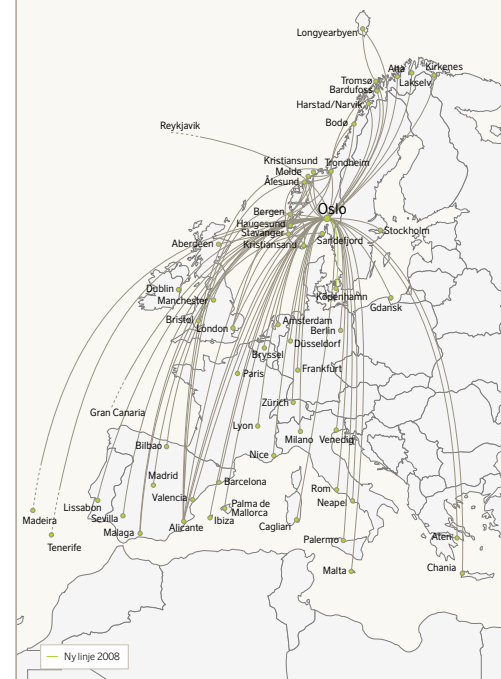 Longyearbyen
Alta
Kirkenes
Tromsø
Lakselv
Bardufoss
Harstad/Narvik
Bodø
Reykjavik
Kristiansund
Trondheim
Molde
Ålesund
Bergen
Oslo
Haugesund
Stavanger
Stockholm
Kristiansand
Sandefjord
Aberdeen
Dublin
Manchester
København
Gdansk
Bristol
London
Amsterdam
Berlin
Düsseldorf
Bryssel
Paris
Frankfurt
Zürich
Gran Canaria
Lyon
Milano
Venedig
Bilbao
Nice
Madrid
Barcelona
Valencia
Rom
Palma de
Mallorca
Neapel
Lissabon
Sevilla
Ibiza
Madeira
Malaga
Alicante
Cagliari
Tenerife
Palermo
Aten
Malta
Chania
Ny linje 2008